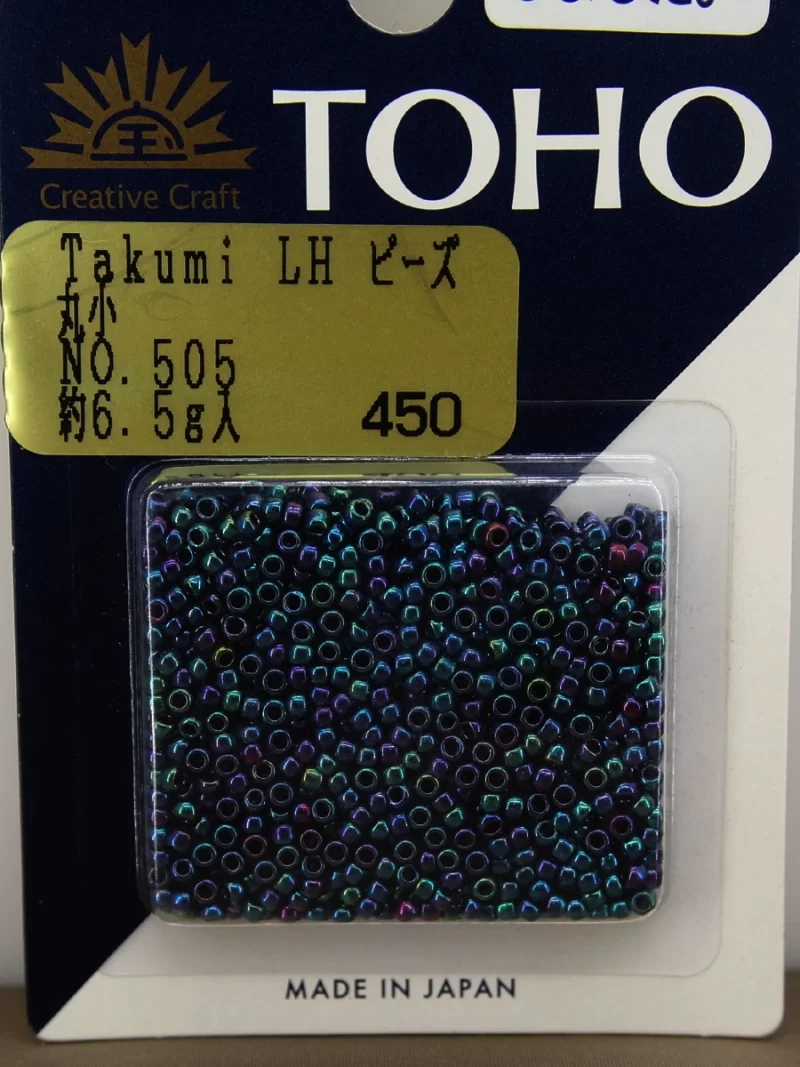 TOHO
Creative Craft
Takumi LH ビーズ
丸小
NO. 505
約6.5g入 450
MADE IN JAPAN